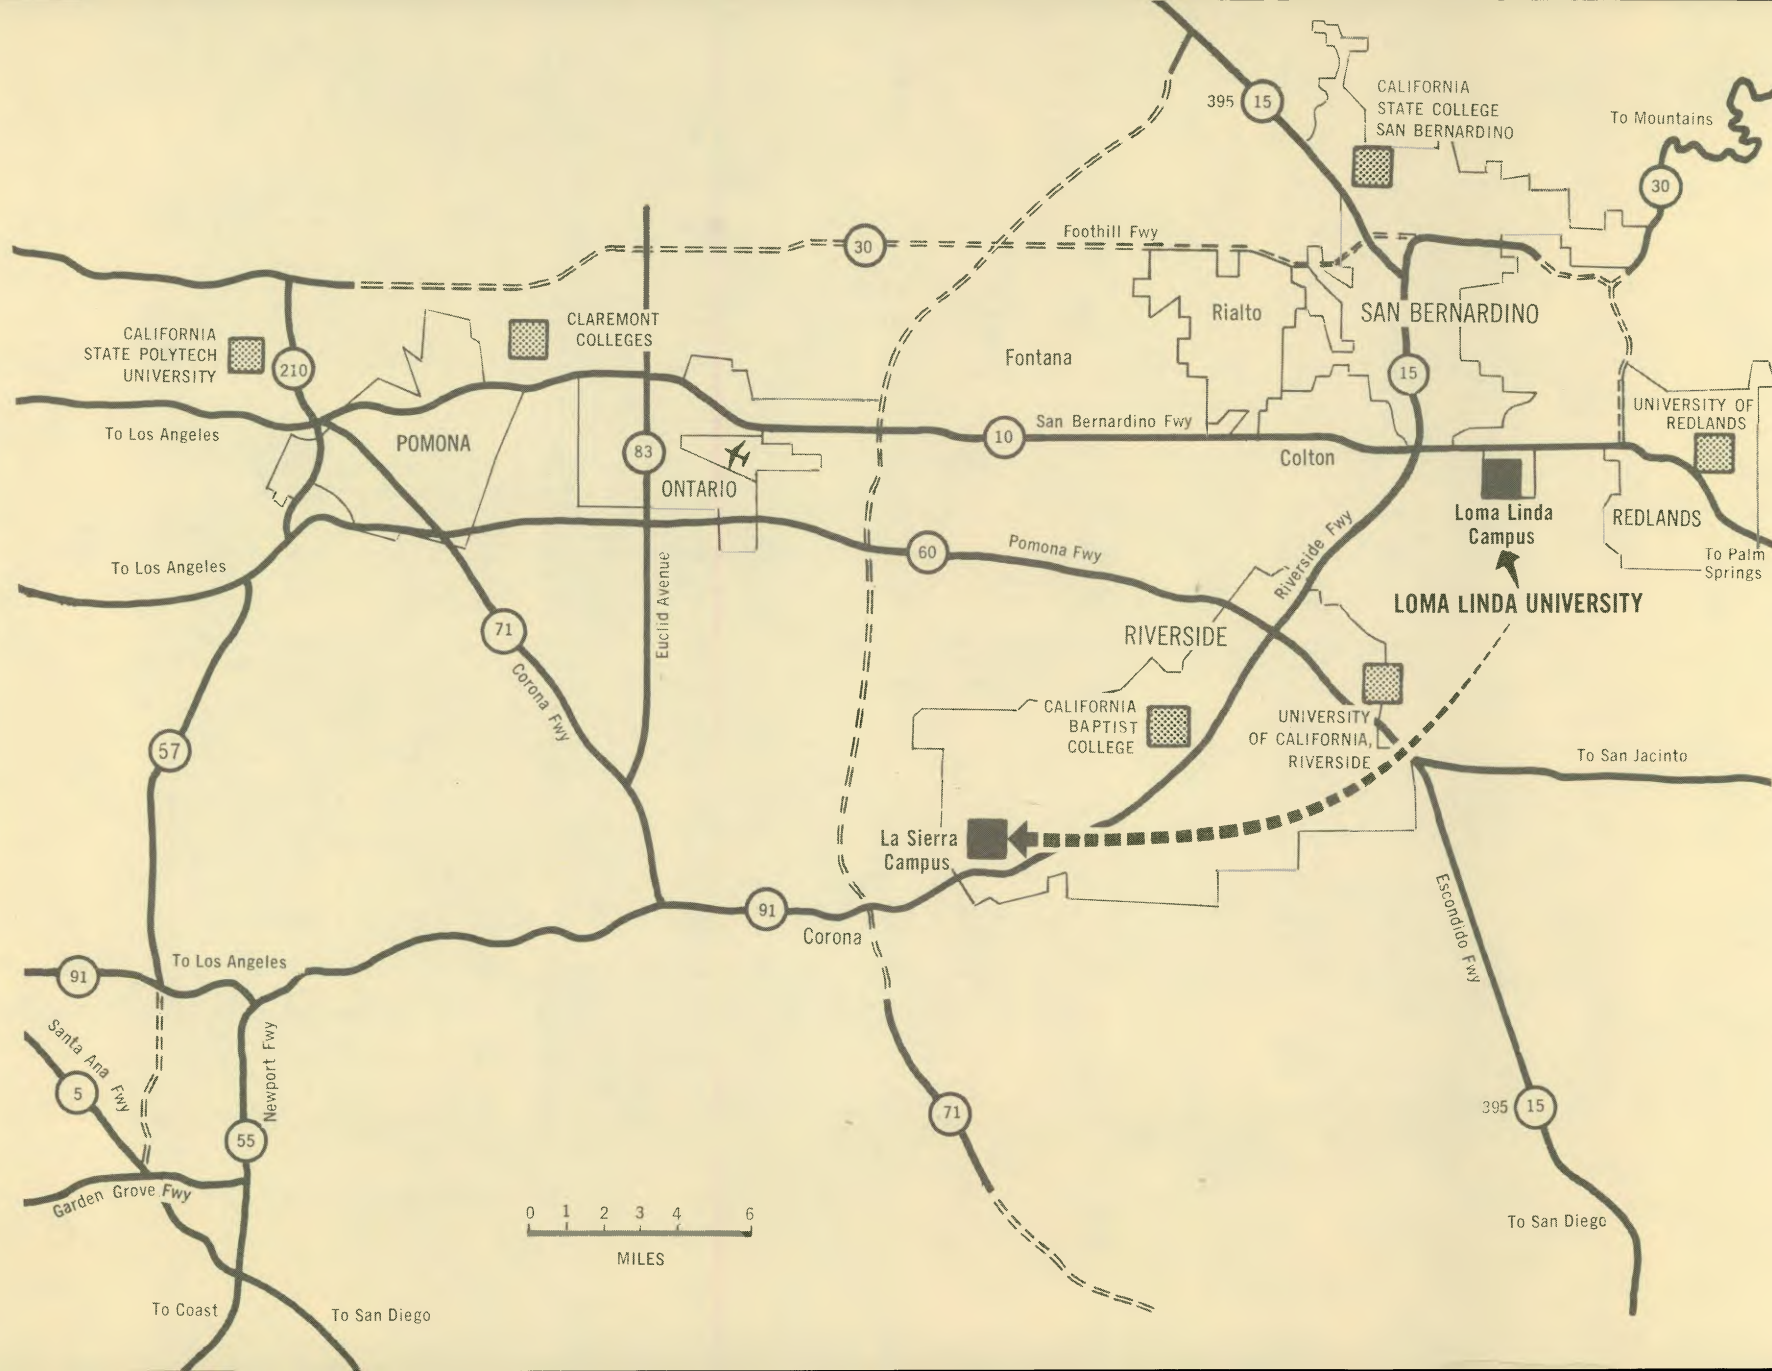 395
15
CALIFORNIA
STATE COLLEGE
SAN BERNARDINO
To Mountains
30
Foothill Fwy
30
CALIFORNIA
STATE POLYTECH
UNIVERSITY
210
CLAREMONT
COLLEGES
Rialto
SAN BERNARDINO
Fontana
15
To Los Angeles
POMONA
83
ONTARIO
San Bernardino Fwy
10
Colton
UNIVERSITY OF
REDLANDS
Loma Linda
Campus
REDLANDS
To Palm
Springs
To Los Angeles
60
Pomona Fwy
Riverside Fwy
Euclid Avenue
LOMA LINDA UNIVERSITY
71
Corona Fwy
RIVERSIDE
CALIFORNIA
BAPTIST
COLLEGE
UNIVERSITY
OF CALIFORNIA,
RIVERSIDE
To San Jacinto
57
La Sierra
Campus
91
Corona
Escondido Fwy
91
To Los Angeles
Santa Ana Fwy
5
Newport Fwy
55
Garden Grove Fwy
71
395
15
0 1 2 3 4 6
MILES
To San Diego
To Coast
To San Diego